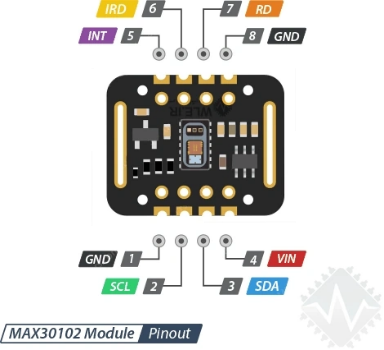 IRD 6 7 RD
INT 5 8 GND
GND 1 4 VIN
SCL 2 3 SDA
MAX30102 Module Pinout